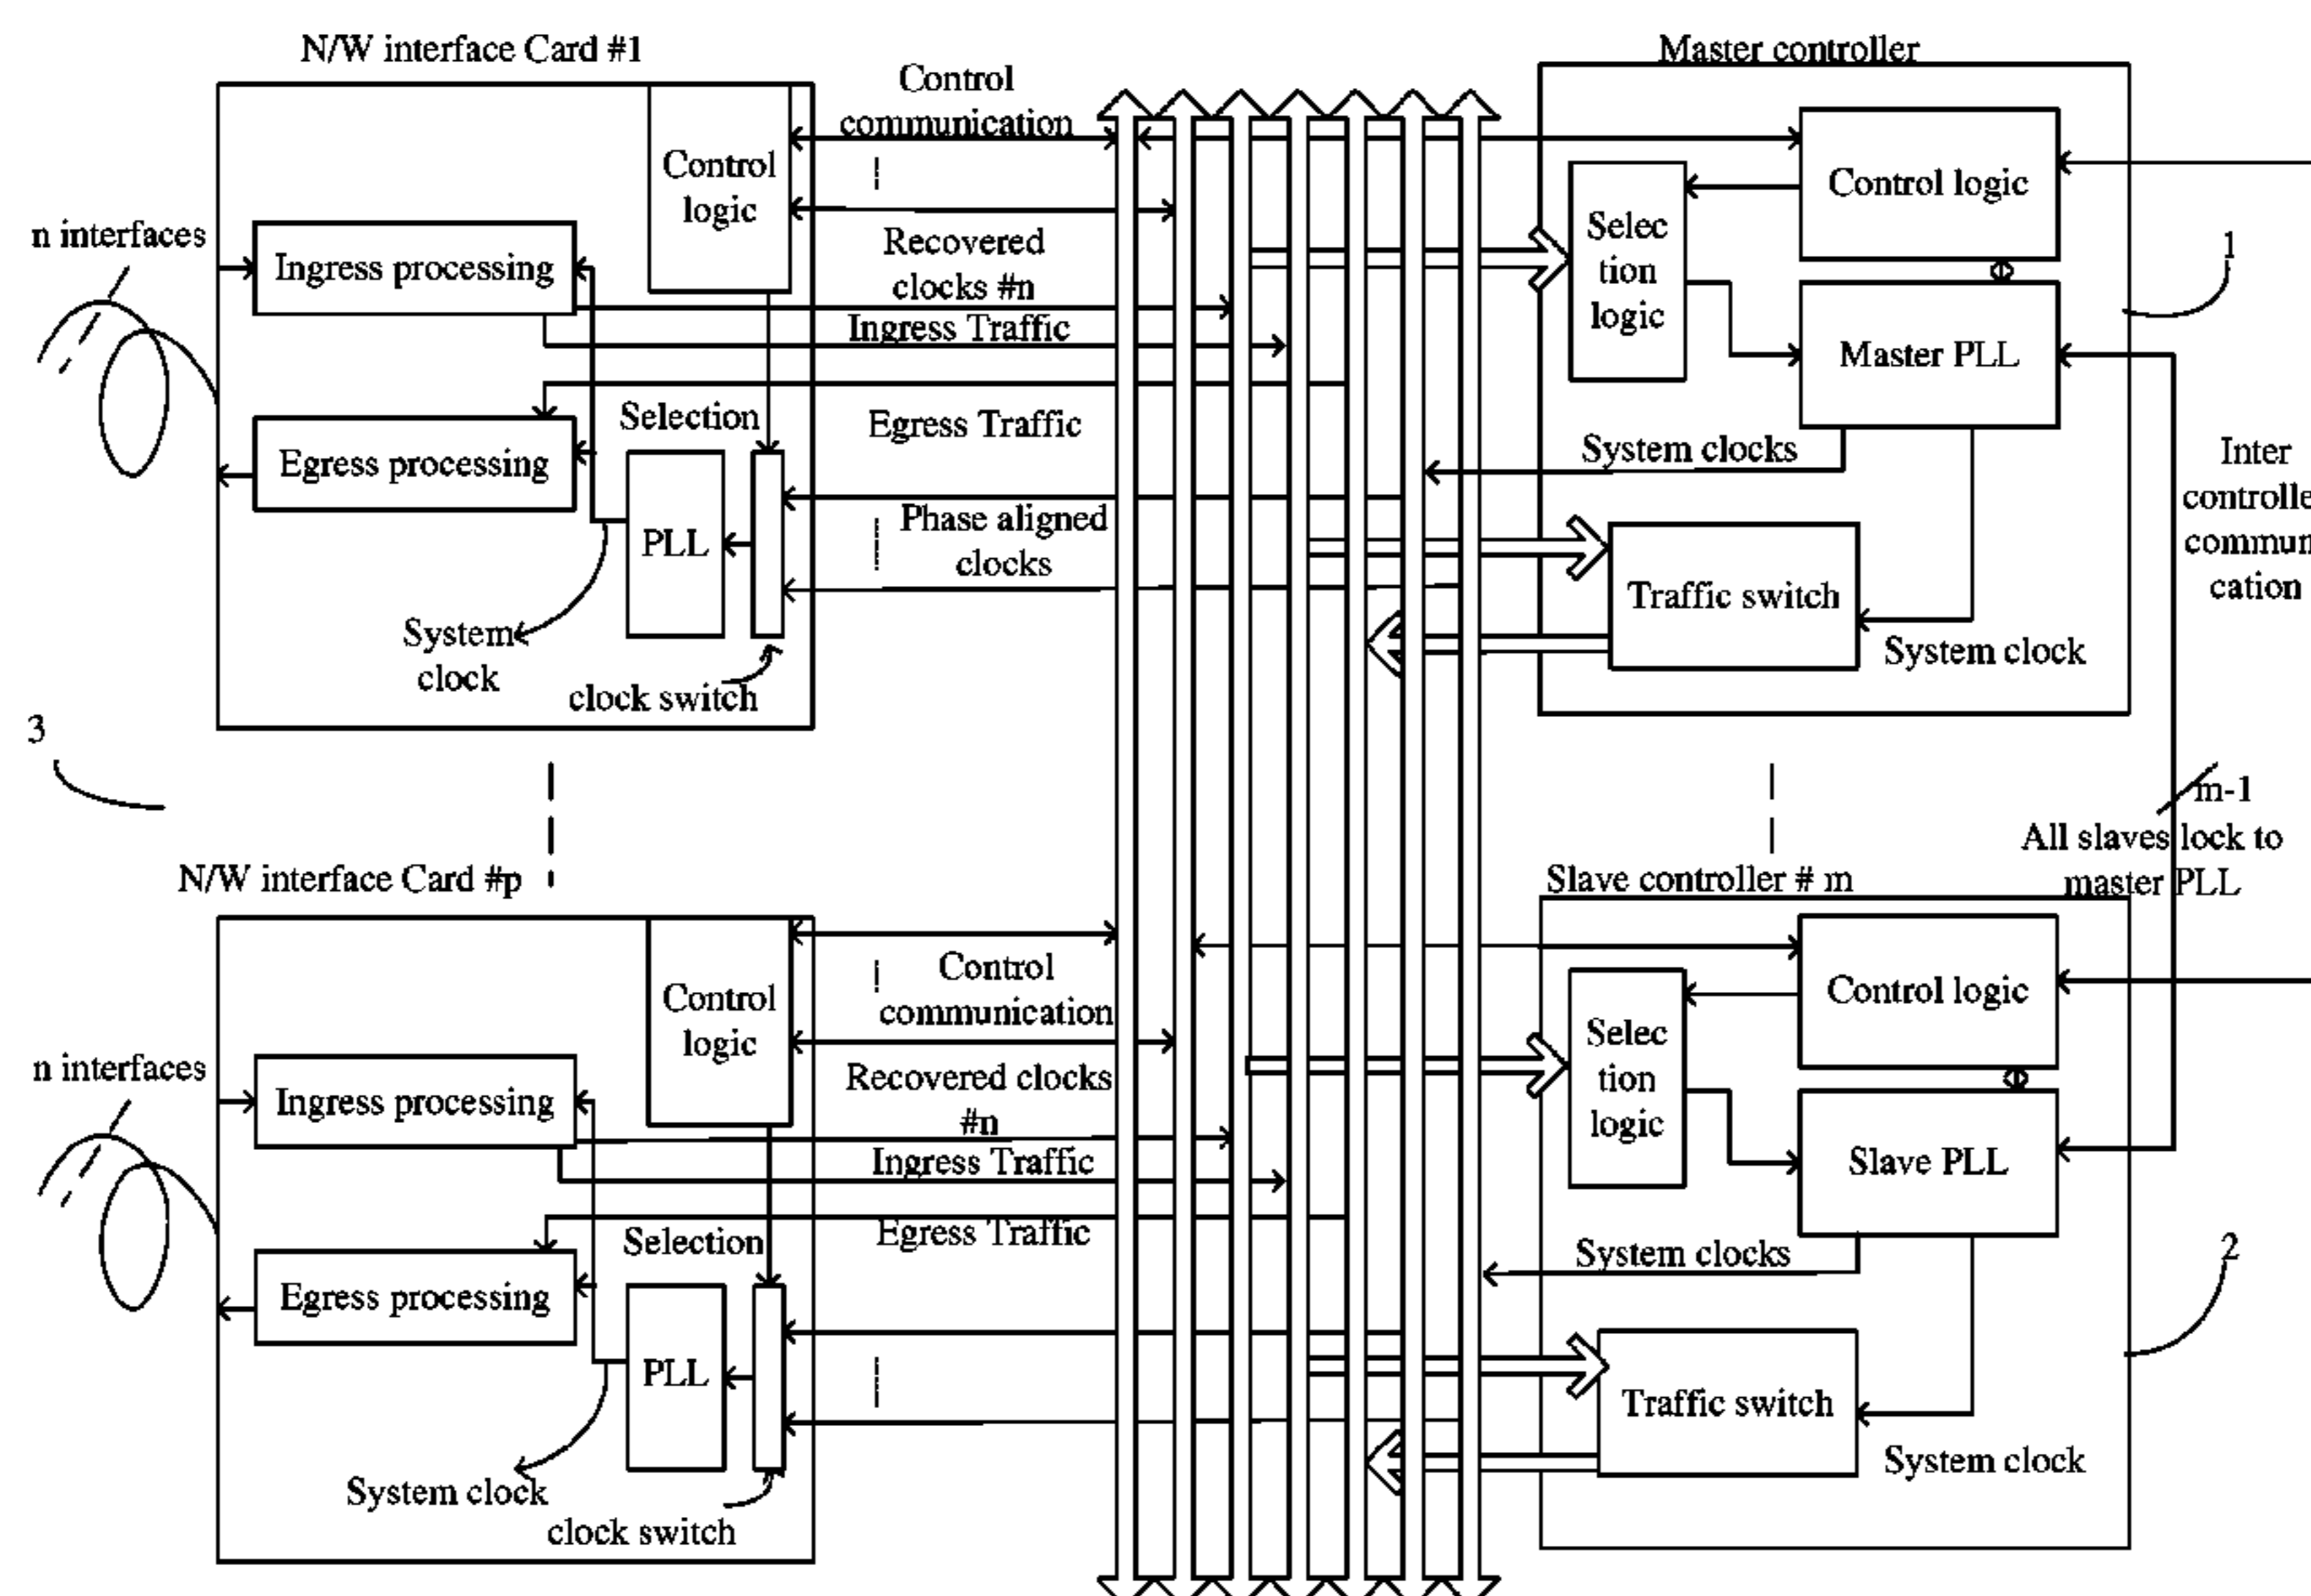 N/W interface Card #1
Master controller
Control
communication
Control
logic
Control logic
n interfaces
Ingress processing
Recovered
clocks #n
Selec
tion
logic
1
Ingress Traffic
Master PLL
Selection
Egress Traffic
Egress processing
System clocks
Inter
controlle
commun
cation
PLL
Phase aligned
clocks
Traffic switch
System
clock
clock switch
System clock
3
m-1
All slaves lock to
master PLL
N/W interface Card #p
Slave controller # m
Control
logic
Control
communication
Control logic
n interfaces
Ingress processing
Recovered clocks
#n
Selec
tion
logic
Ingress Traffic
Slave PLL
Selection
Egress Traffic
Egress processing
System clocks
2
PLL
Traffic switch
System clock
clock switch
System clock